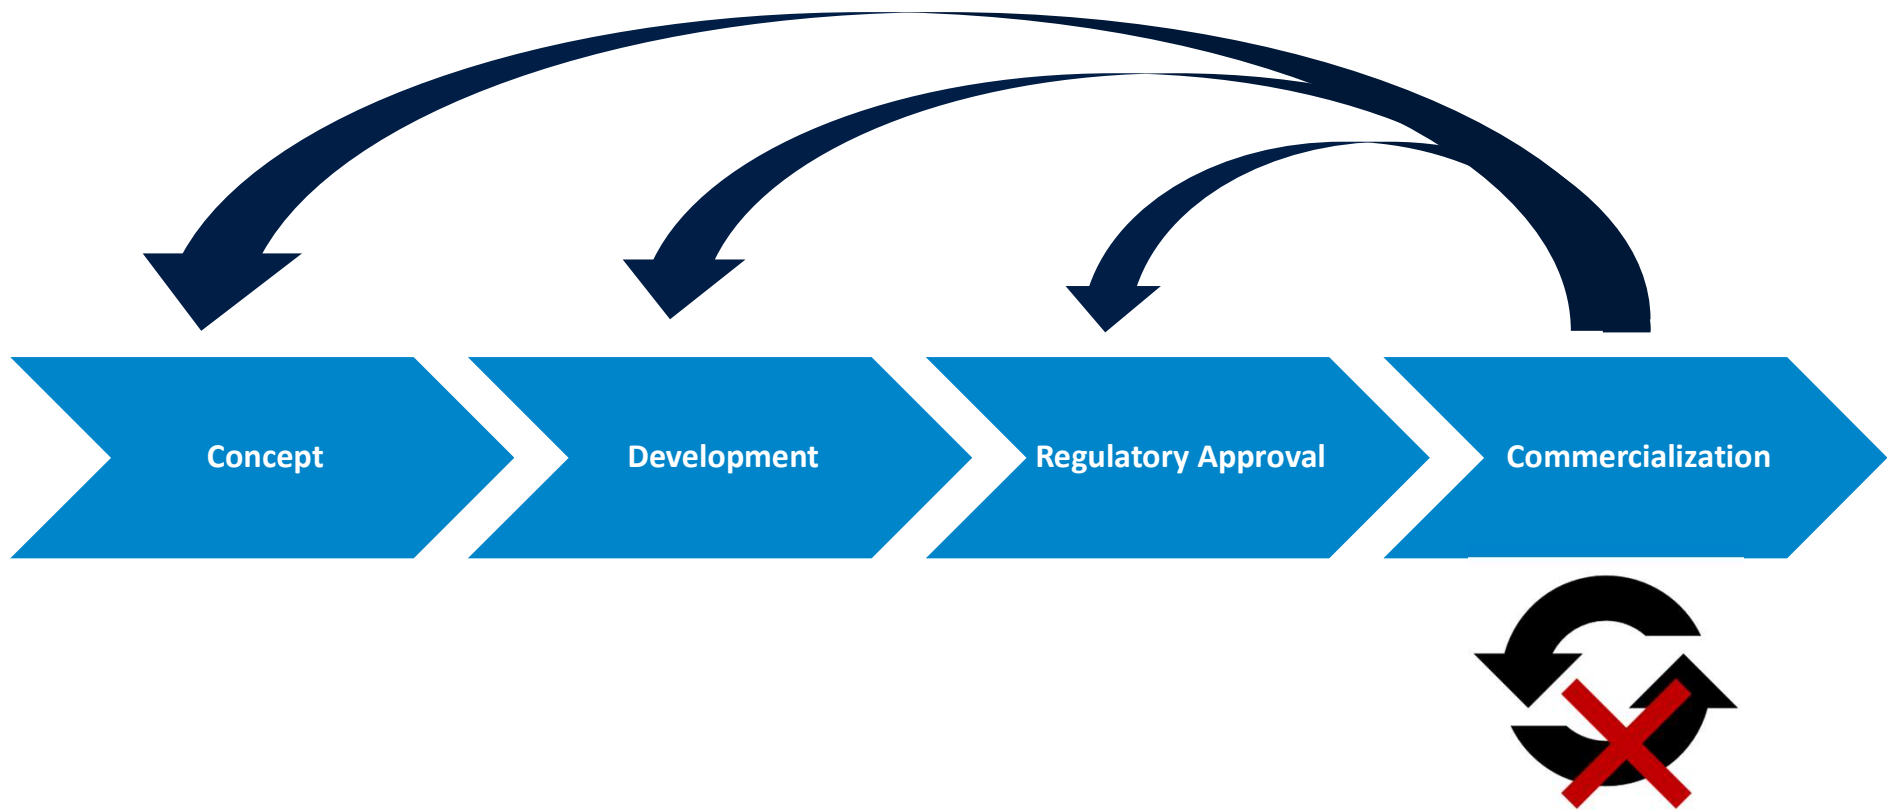 Concept
Development
Regulatory Approval
Commercialization